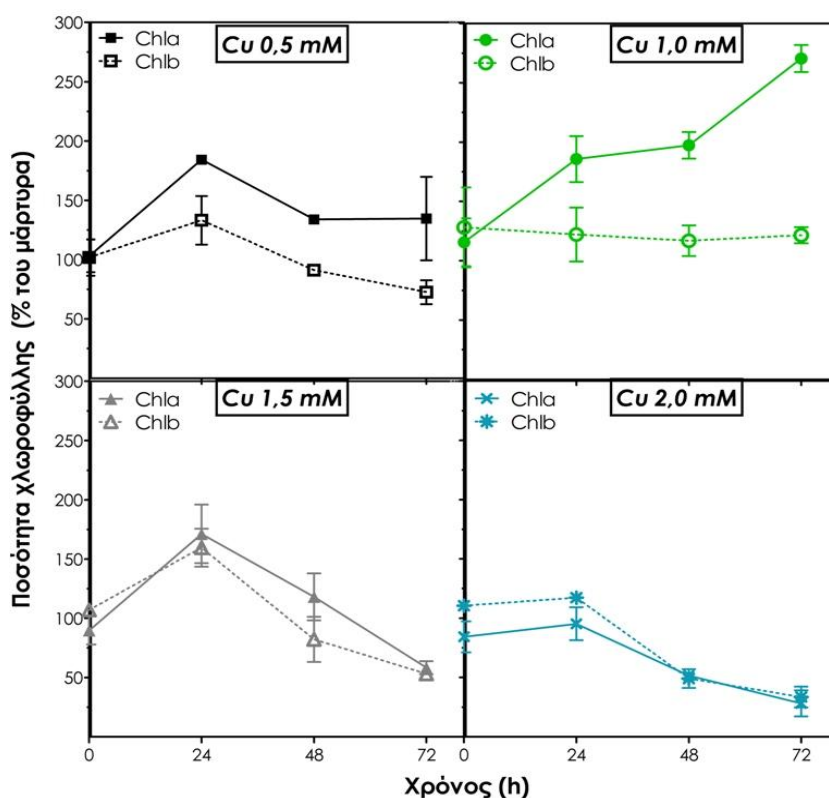 Ποσότητα χλωροφύλλης (% του μάρτυρα)
300
250
200
150
100
50
Chla
Chlb
Cu 0,5 mM
Chla
Chlb
Cu 1,0 mM
300
250
200
150
100
50
0
Chla
Chlb
Cu 1,5 mM
Chla
Chlb
Cu 2,0 mM
0 24 48 72 0 24 48 72
Χρόνος (h)